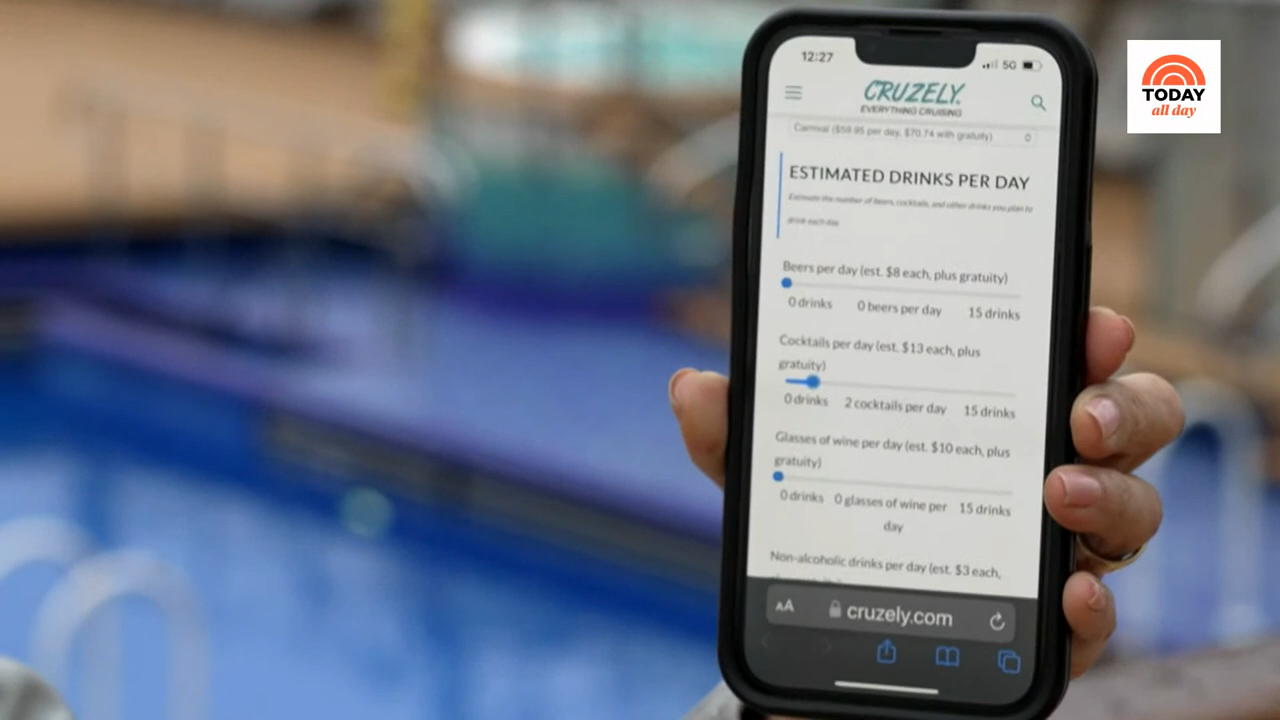 12:27
5G
CRUZELY.
EVERYTHING CRUISING
Carnival ($59.95 per day, $70.74 with gratuity)
ESTIMATED DRINKS PER DAY
Estimate the number of beers, cocktails, and other drinks you plan to
drink each day.
Beers per day (est. $8 each, plus gratuity)
0 drinks 0 beers per day 15 drinks
Cocktails per day (est. $13 each, plus
gratuity)
0 drinks 2 cocktails per day 15 drinks
Glasses of wine per day (est. $10 each, plus
gratuity)
0 drinks 0 glasses of wine per 15 drinks
day
Non-alcoholic drinks per day (est. $3 each,
AA cruzely.com
TODAY
all day